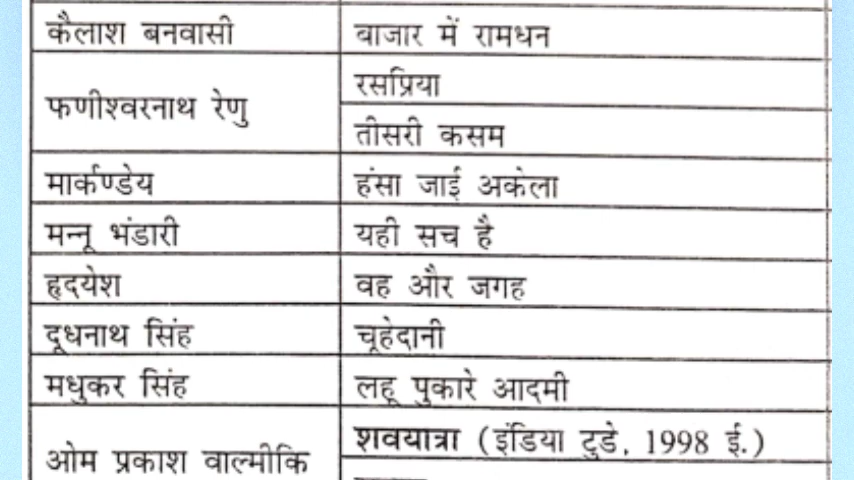 कैलाश बनवासी
बाजार में रामधन
फणीश्वरनाथ रेणु
रसप्रिया
तीसरी कसम
मार्कण्डेय
हंसा जाई अकेला
मन्नू भंडारी
यही सच है
हृदयेश
वह और जगह
दूधनाथ सिंह
चूहेदानी
मधुकर सिंह
लहू पुकारे आदमी
ओम प्रकाश वाल्मीकि
शवयात्रा (इंडिया टुडे, 1998 ई.)